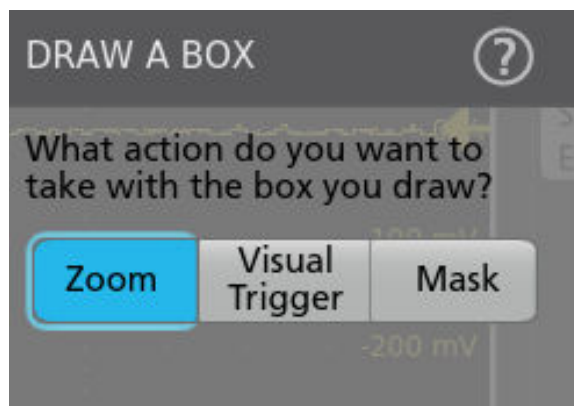 DRAW A BOX ?
What action do you want to
take with the box you draw?
Zoom
Visual
Trigger
Mask
-200 mV